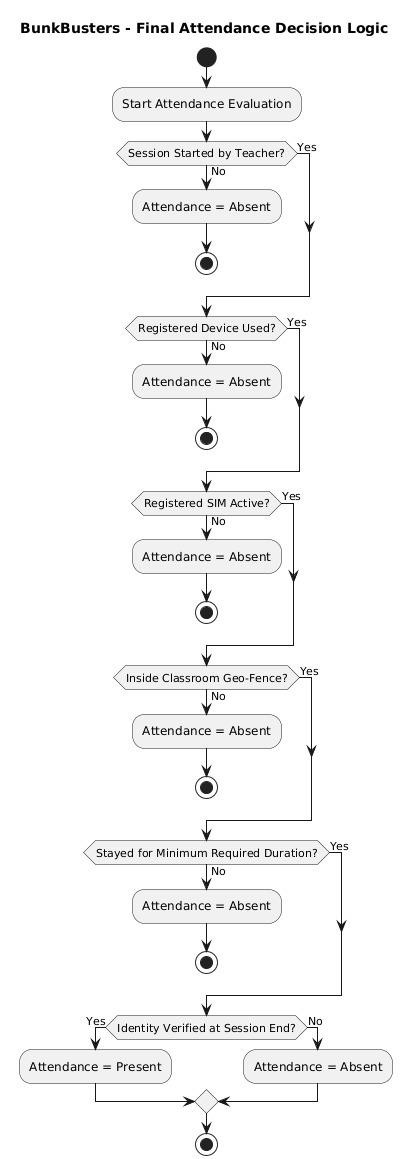 BunkBusters - Final Attendance Decision Logic
Start Attendance Evaluation
Session Started by Teacher?
Yes
No
Attendance = Absent
Registered Device Used?
Yes
No
Attendance = Absent
Registered SIM Active?
Yes
No
Attendance = Absent
Inside Classroom Geo-Fence?
Yes
No
Attendance = Absent
Stayed for Minimum Required Duration?
Yes
No
Attendance = Absent
Yes
Identity Verified at Session End?
No
Attendance = Present
Attendance = Absent